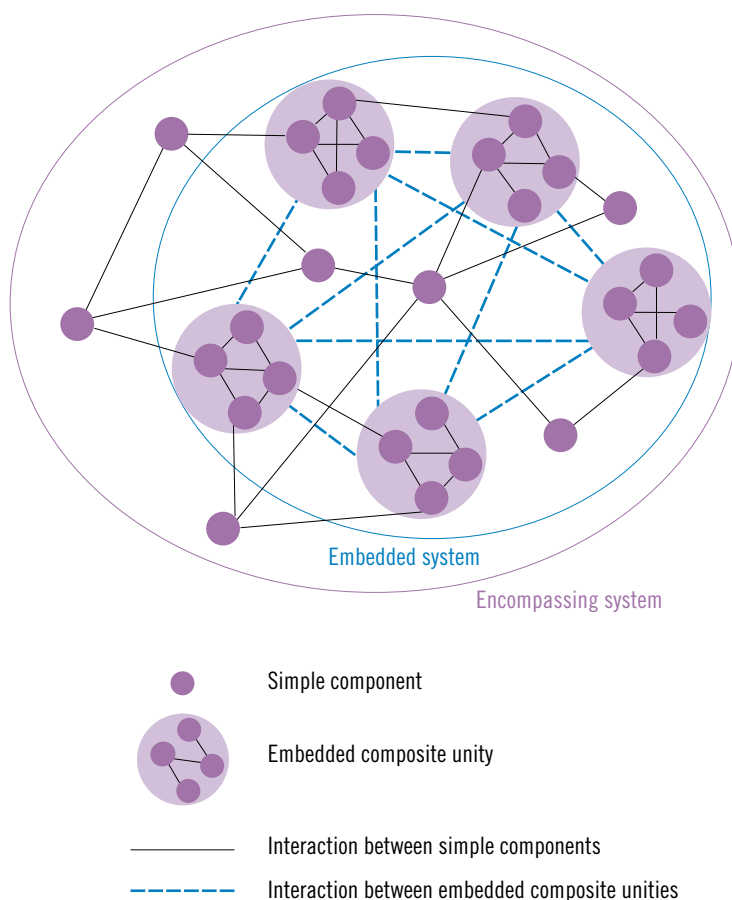 Embedded system
Encompassing system
Simple component
Embedded composite unity
Interaction between simple components
Interaction between embedded composite unities